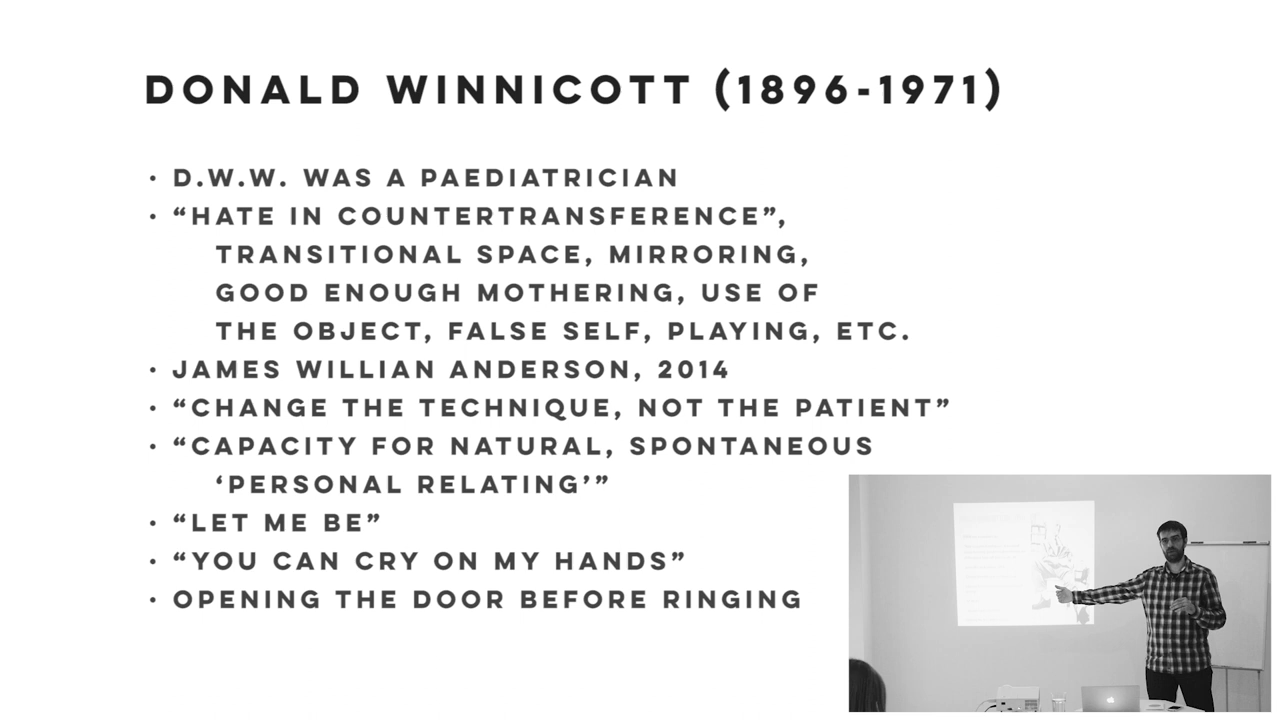 DONALD WINNICOTT (1896-1971)
• D.W.W. WAS A PAEDIATRICIAN
• “HATE IN COUNTERTRANSFERENCE”,
TRANSITIONAL SPACE, MIRRORING,
GOOD ENOUGH MOTHERING, USE OF
THE OBJECT, FALSE SELF, PLAYING, ETC.
• JAMES WILLIAN ANDERSON, 2014
• “CHANGE THE TECHNIQUE, NOT THE PATIENT”
• “CAPACITY FOR NATURAL, SPONTANEOUS
‘PERSONAL RELATING’”
• “LET ME BE”
• “YOU CAN CRY ON MY HANDS”
• OPENING THE DOOR BEFORE RINGING